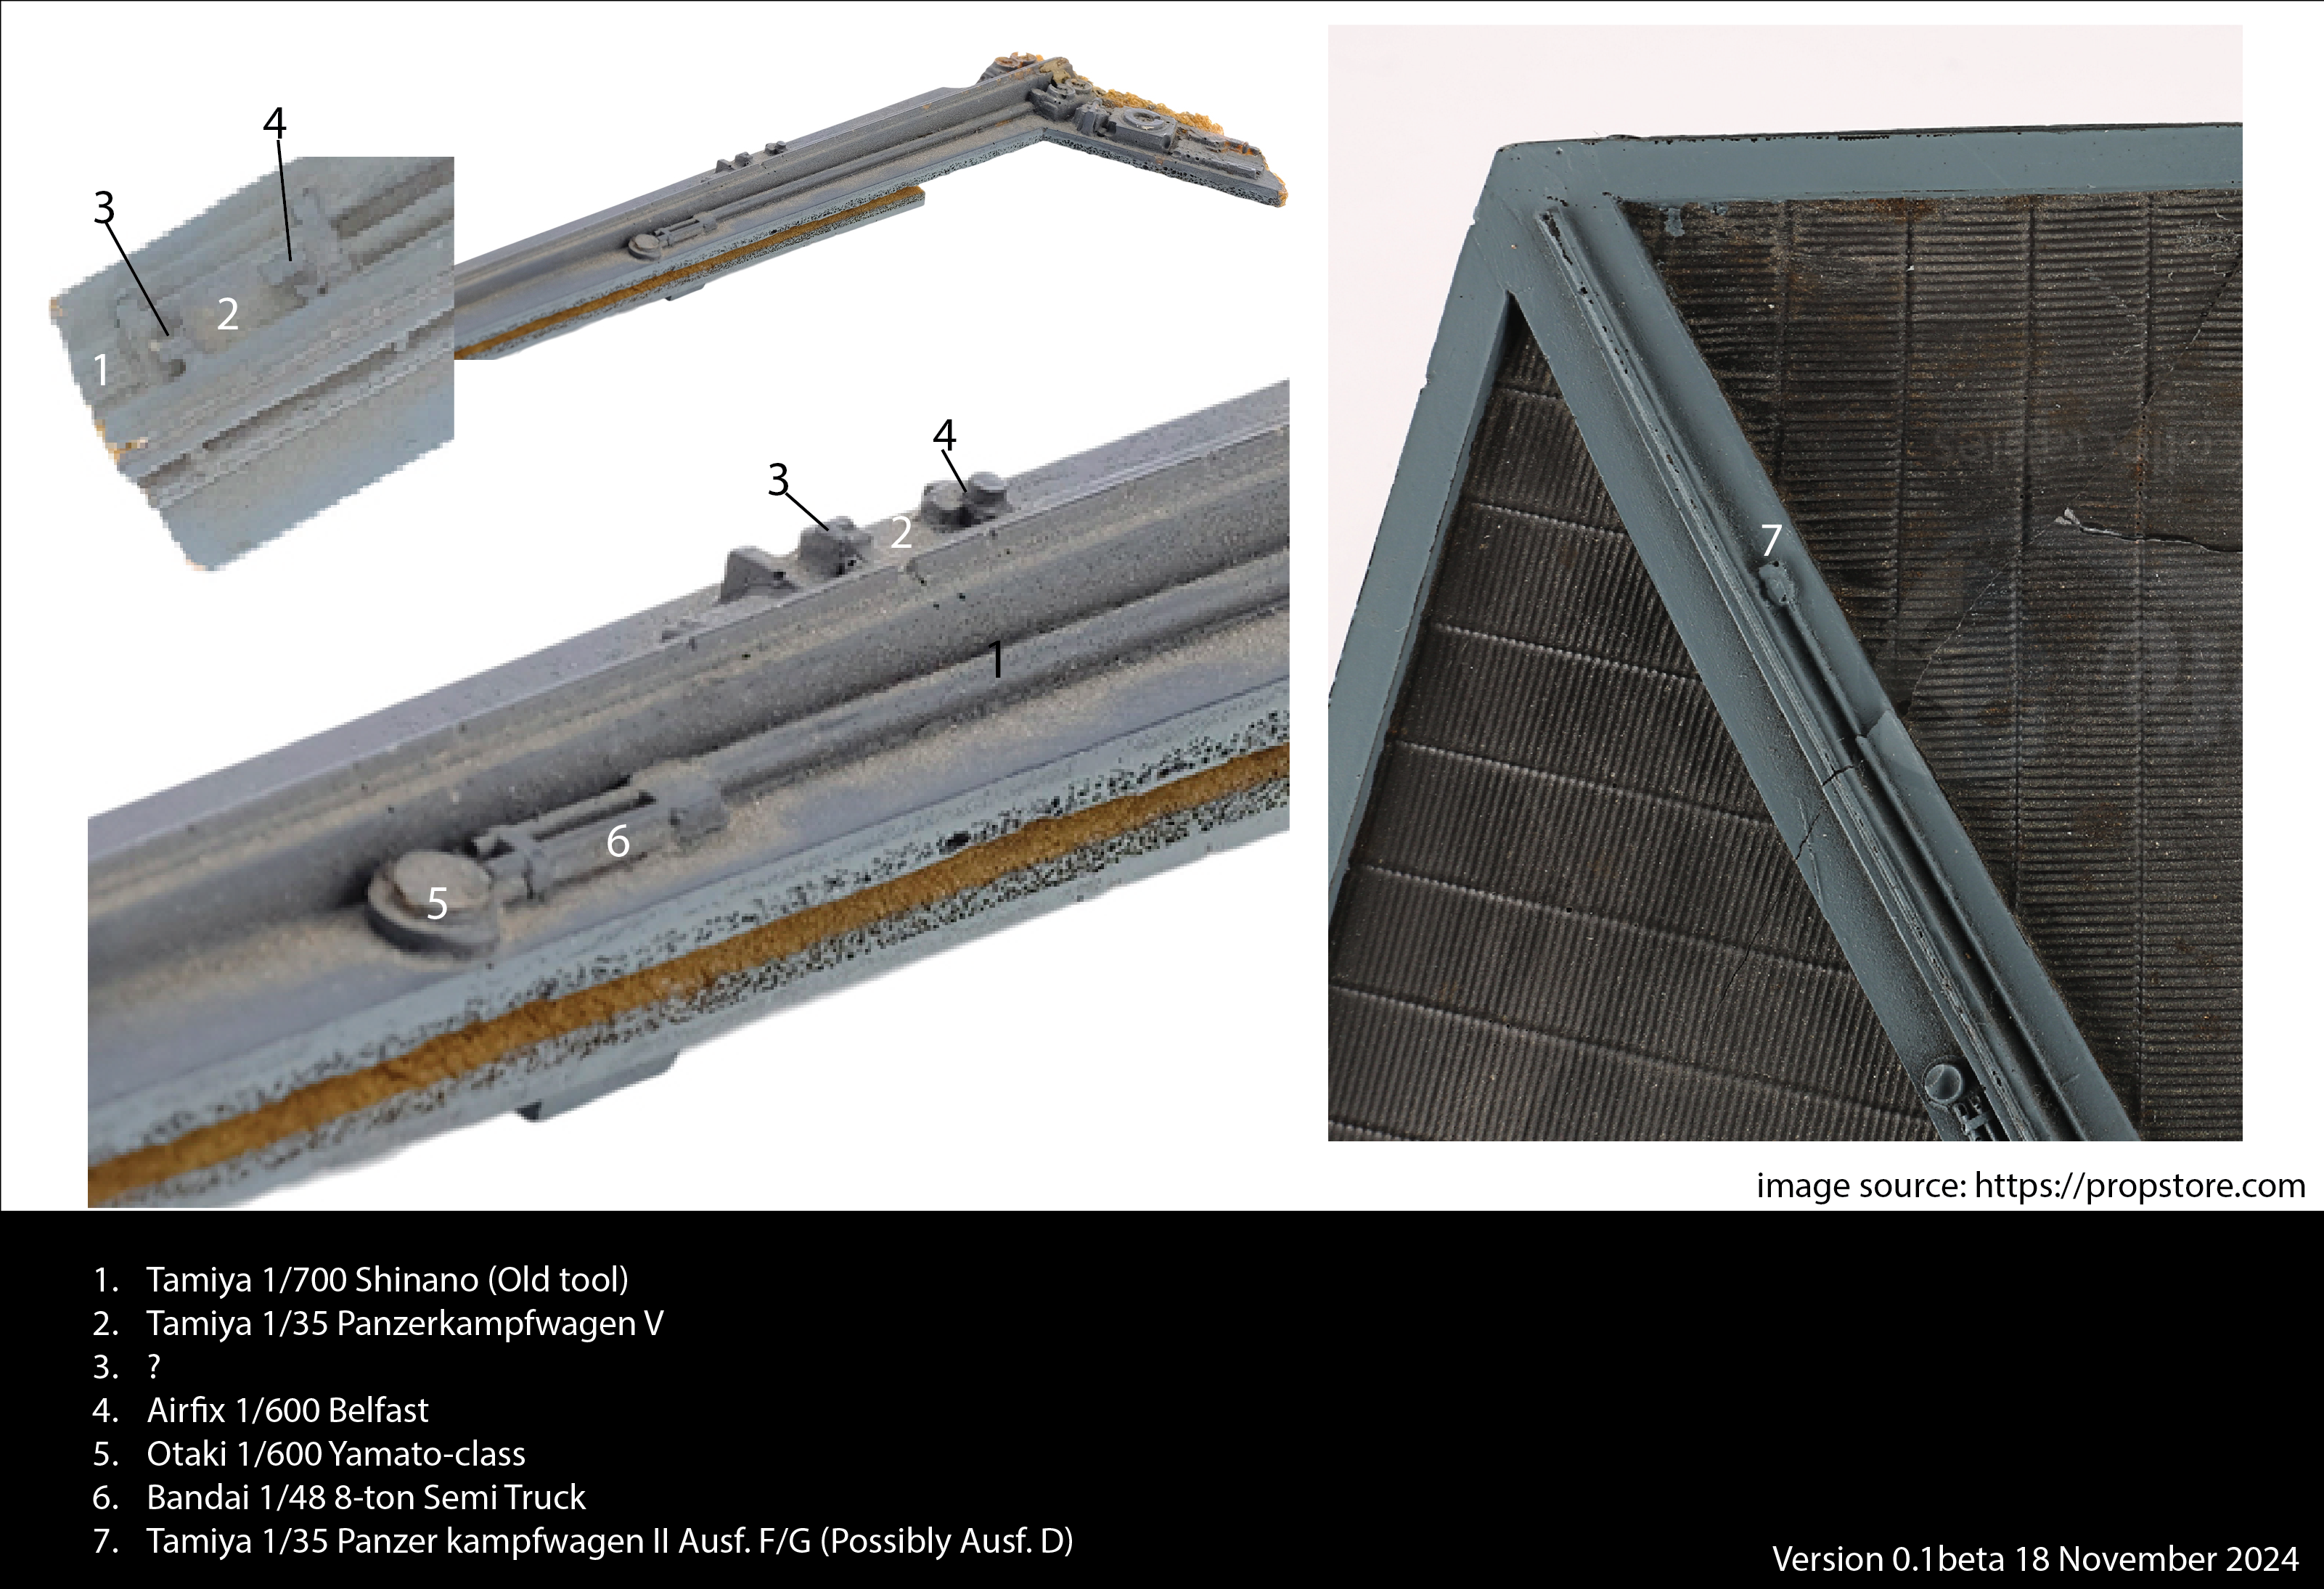 4
3
2
1
4
3
2
1
6
5
7
image source: https://propstore.com
1. Tamiya 1/700 Shinano (Old tool)
2. Tamiya 1/35 Panzerkampfwagen V
3. ?
4. Airfix 1/600 Belfast
5. Otaki 1/600 Yamato-class
6. Bandai 1/48 8-ton Semi Truck
7. Tamiya 1/35 Panzer kampfwagen II Ausf. F/G (Possibly Ausf. D)
Version 0.1beta 18 November 2024